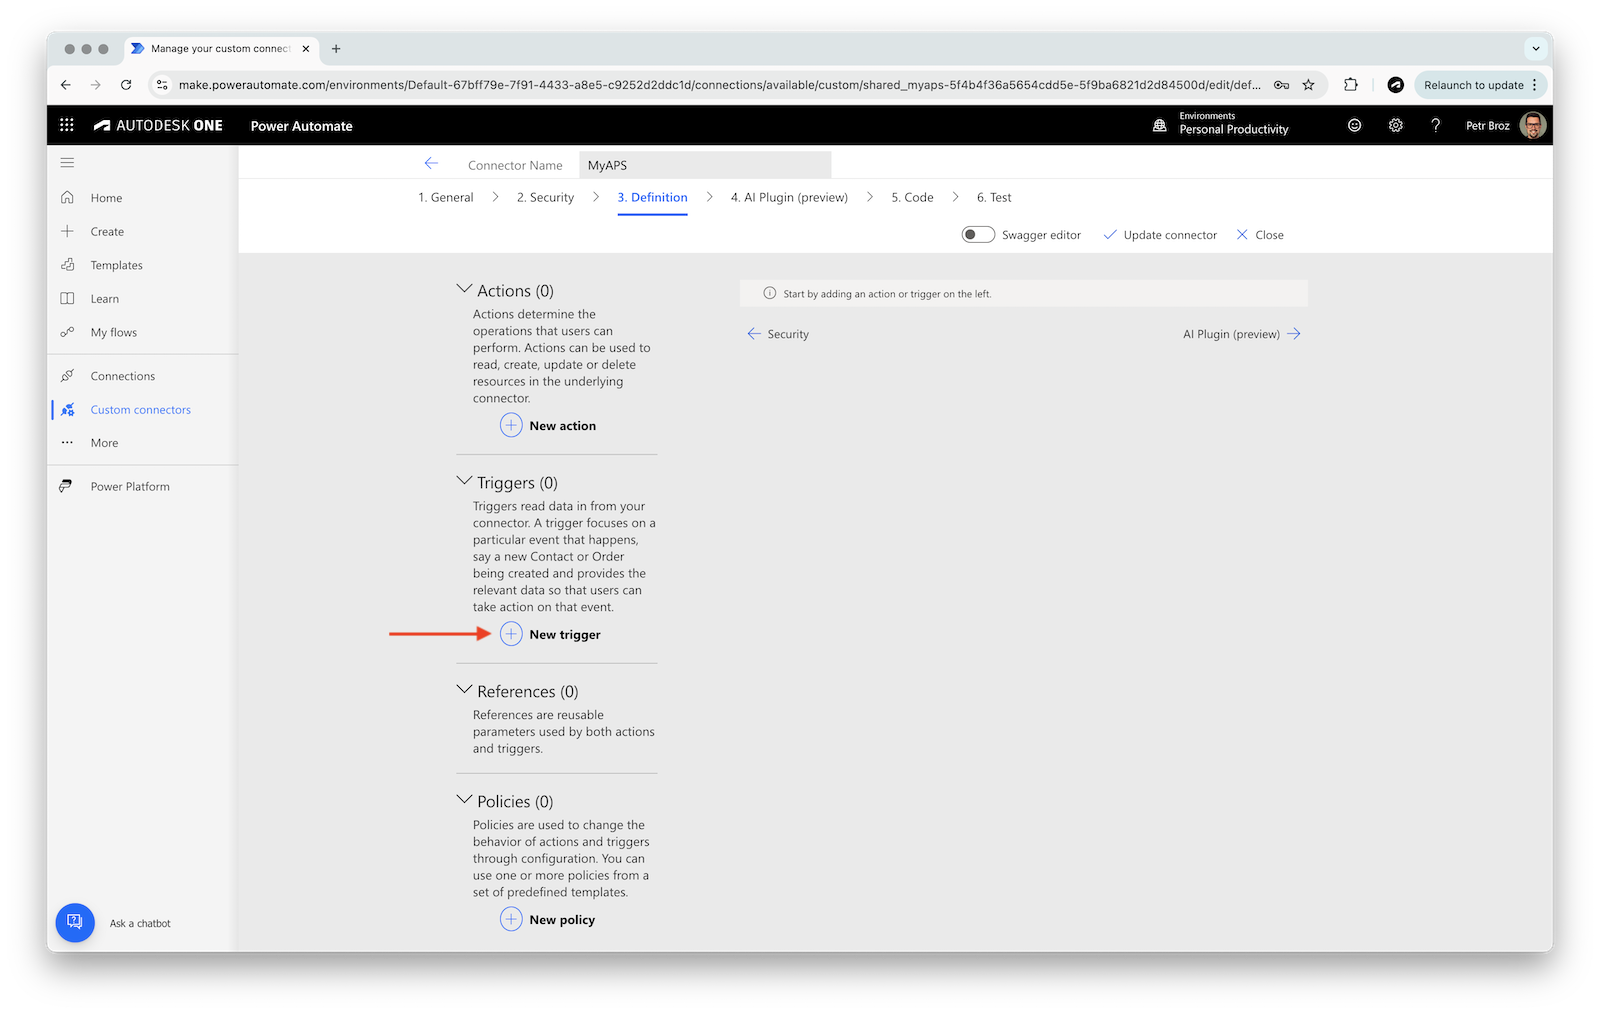 Manage your custom connect
make.powerautomate.com/environments/Default-67bff79e-7f91-4433-a8e5-c9252d2ddc1d/connections/available/custom/shared_myaps-5f4b4f36a5654cdd5e-5f9ba6821d2d84500d/edit/def...
Relaunch to update
AUTODESK ONE
Power Automate
Environments
Personal Productivity
Petr Broz
Connector Name
MyAPS
1. General
2. Security
3. Definition
4. AI Plugin (preview)
5. Code
6. Test
Swagger editor
Update connector
Close
Home
Create
Templates
Learn
My flows
Connections
Custom connectors
More
Power Platform
Ask a chatbot
Actions (0)
Actions determine the
operations that users can
perform. Actions can be used to
read, create, update or delete
resources in the underlying
connector.
New action
Triggers (0)
Triggers read data in from your
connector. A trigger focuses on a
particular event that happens,
say a new Contact or Order
being created and provides the
relevant data so that users can
take action on that event.
New trigger
References (0)
References are reusable
parameters used by both actions
and triggers.
Policies (0)
Policies are used to change the
behavior of actions and triggers
through configuration. You can
use one or more policies from a
set of predefined templates.
New policy
Start by adding an action or trigger on the left.
Security
AI Plugin (preview)